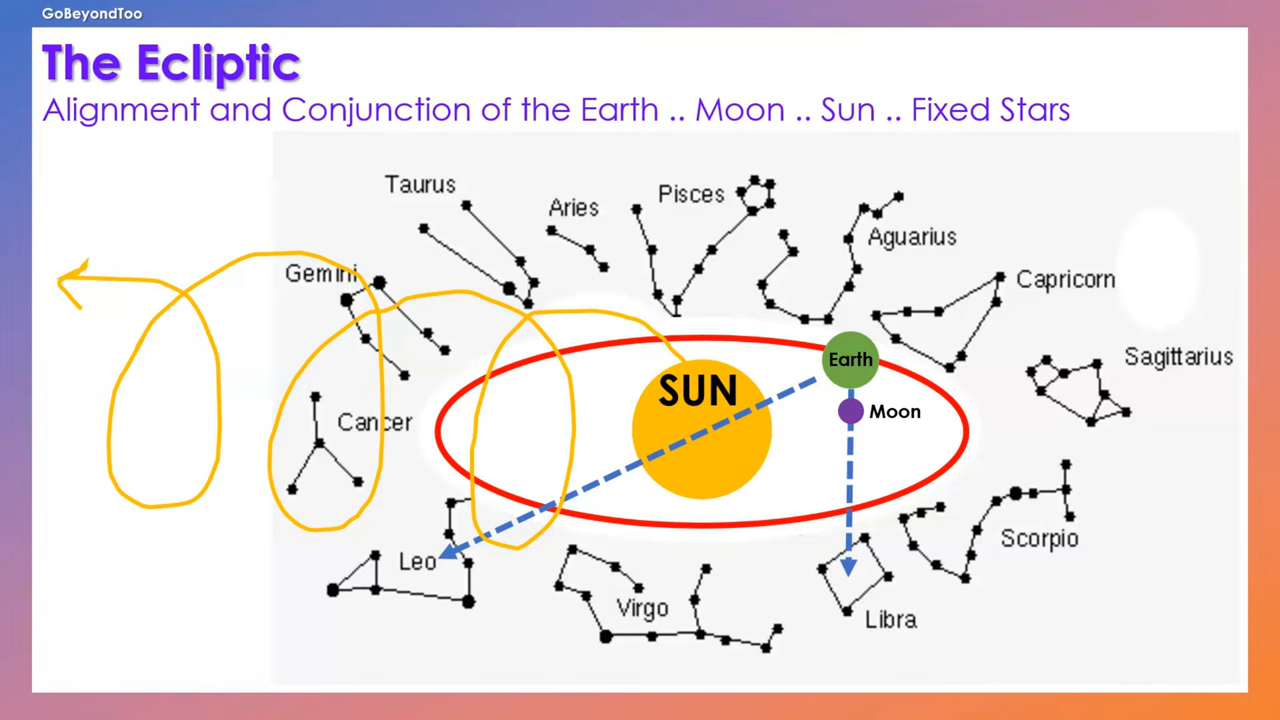 GoBeyondToo
The Ecliptic
Alignment and Conjunction of the Earth .. Moon .. Sun .. Fixed Stars
Taurus
Aries
Pisces
Aguarius
Gemini
Capricorn
Sagittarius
Earth
SUN
Moon
Cancer
Scorpio
Leo
Virgo
Libra